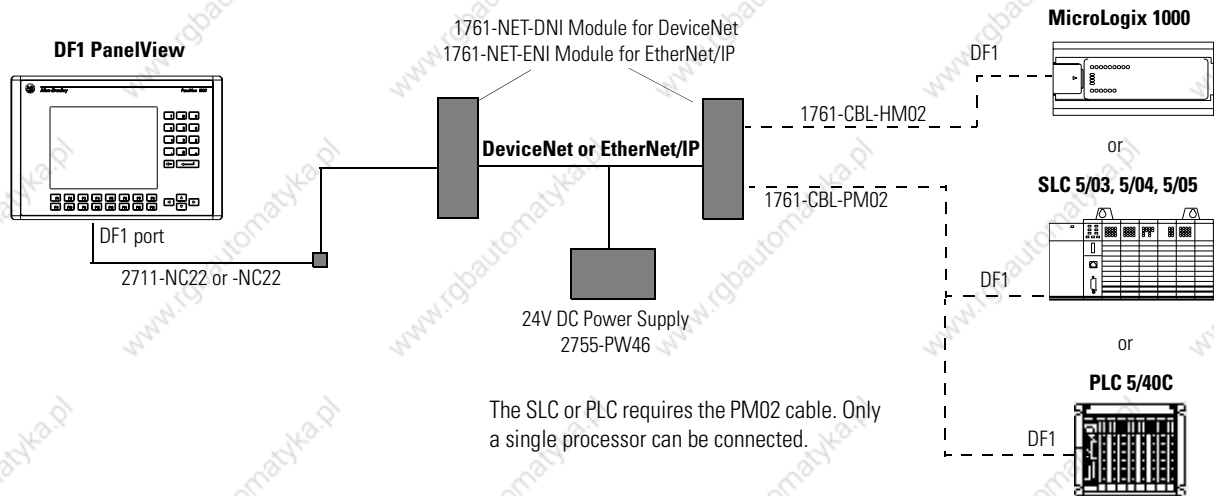 1761-NET-DNI Module for DeviceNet
1761-NET-ENI Module for EtherNet/IP
DF1 PanelView
MicroLogix 1000
DF1
1761-CBL-HM02
or
DeviceNet or EtherNet/IP
SLC 5/03, 5/04, 5/05
1761-CBL-PM02
DF1 port
2711-NC22 or -NC22
DF1
24V DC Power Supply
2755-PW46
or
PLC 5/40C
The SLC or PLC requires the PM02 cable. Only
a single processor can be connected.
DF1
www.rgbautomatyka.pl